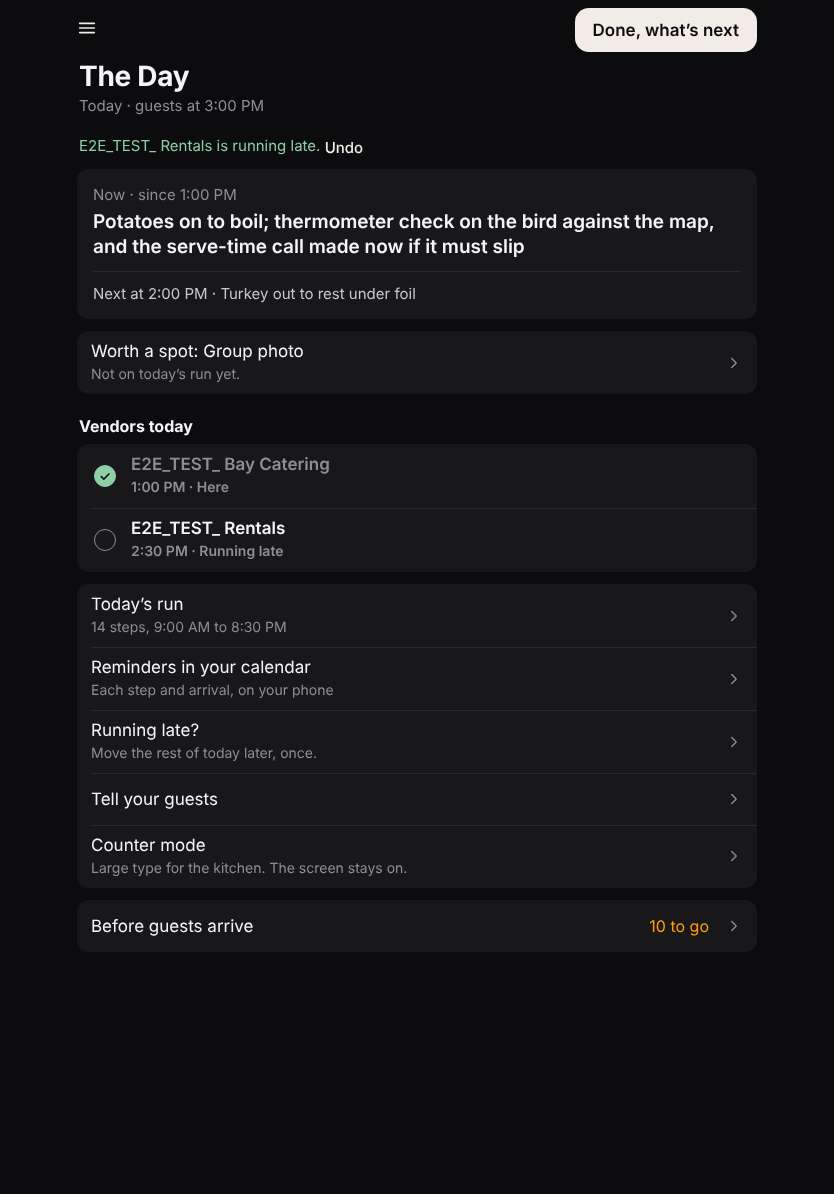 Done, what’s next
The Day
Today · guests at 3:00 PM
E2E_TEST_ Rentals is running late. Undo
Now · since 1:00 PM
Potatoes on to boil; thermometer check on the bird against the map,
and the serve-time call made now if it must slip
Next at 2:00 PM · Turkey out to rest under foil
Worth a spot: Group photo
Not on today’s run yet.
Vendors today
E2E_TEST_ Bay Catering
1:00 PM · Here
E2E_TEST_ Rentals
2:30 PM · Running late
Today’s run
14 steps, 9:00 AM to 8:30 PM
Reminders in your calendar
Each step and arrival, on your phone
Running late?
Move the rest of today later, once.
Tell your guests
Counter mode
Large type for the kitchen. The screen stays on.
Before guests arrive 10 to go